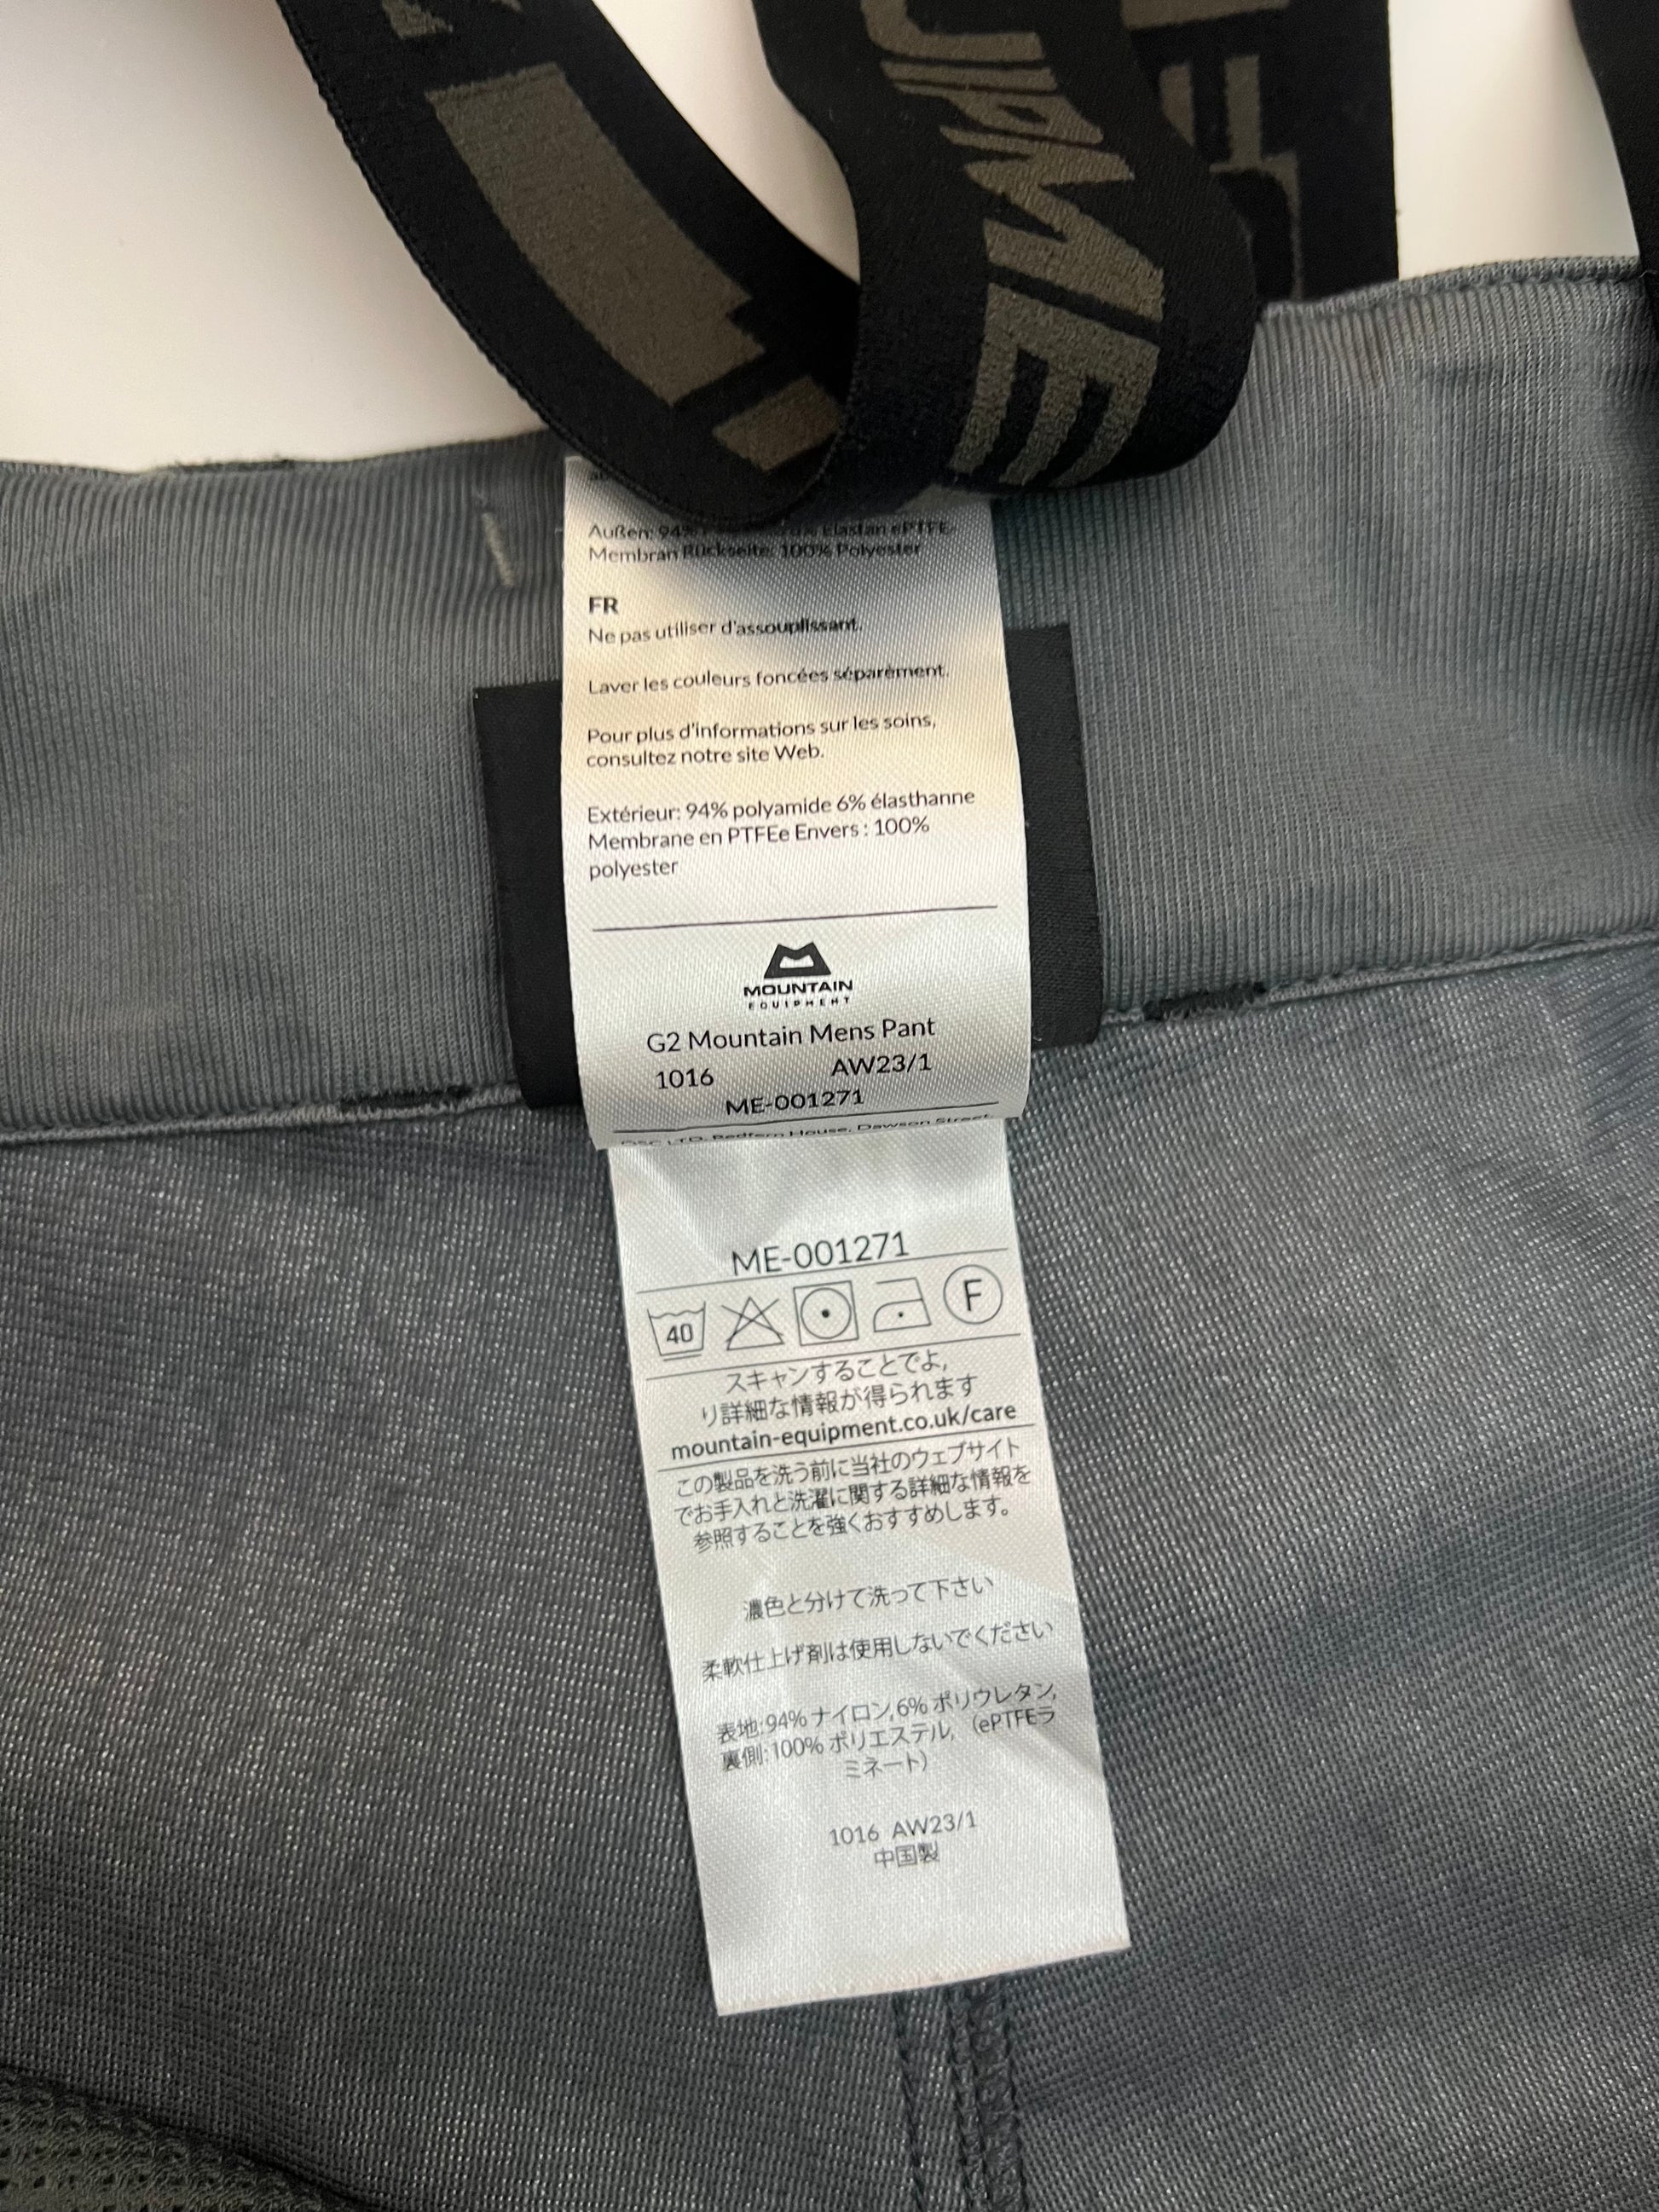 UIPME
Außen: 94% Elastan ePTFE-
Membran Rückseite: 100% Polyester
FR
Ne pas utiliser d'assouplissant.
Laver les couleurs foncées séparément.
Pour plus d'informations sur les soins,
consultez notre site Web.
Extérieur: 94% polyamide 6% élasthanne
Membrane en PTFEe Envers : 100%
polyester
MOUNTAIN
EQUIPMENT
G2 Mountain Mens Pant
1016 AW23/1
ME-001271
OSC LTD, Redfern House, Dawson Street,
ME-001271
40 F
スキャンすることでよ,
り詳細な情報が得られます
mountain-equipment.co.uk/care
この製品を洗う前に当社のウェブサイト
でお手入れと洗濯に関する詳細な情報を
参照することを強くおすすめします。
濃色と分けて洗って下さい
柔軟仕上げ剤は使用しないでください
表地:94% ナイロン,6% ポリウレタン,
裏側:100% ポリエステル, （ePTFEラ
ミネート）
1016 AW23/1
中国製